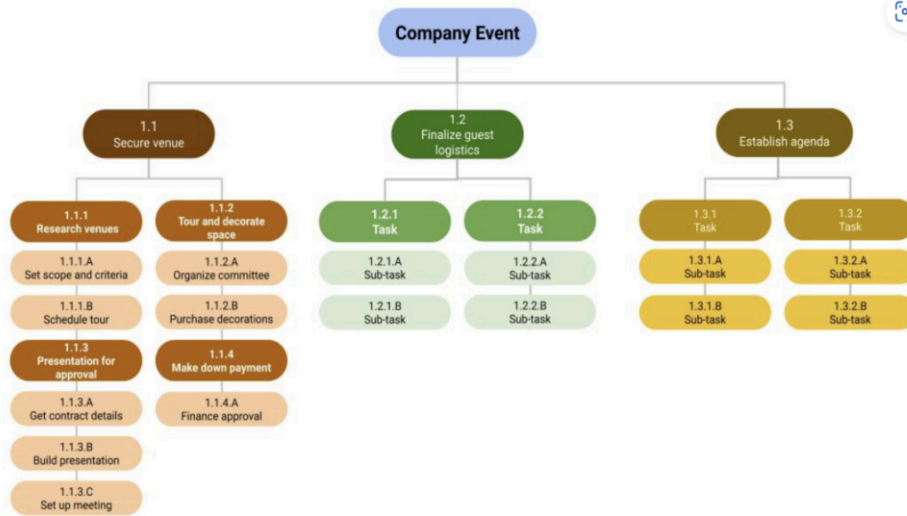 Company Event
1.1
Secure venue
1.2
Finalize guest
logistics
1.3
Establish agenda
1.1.1
Research venues
1.1.2
Tour and decorate
space
1.2.1
Task
1.2.2
Task
1.3.1
Task
1.3.2
Task
1.1.1.A
Set scope and criteria
1.1.2.A
Organize committee
1.2.1.A
Sub-task
1.2.2.A
Sub-task
1.3.1.A
Sub-task
1.3.2.A
Sub-task
1.1.1.B
Schedule tour
1.1.2.B
Purchase decorations
1.2.1.B
Sub-task
1.2.2.B
Sub-task
1.3.1.B
Sub-task
1.3.2.B
Sub-task
1.1.3
Presentation for
approval
1.1.4
Make down payment
1.1.3.A
Get contract details
1.1.4.A
Finance approval
1.1.3.B
Build presentation
1.1.3.C
Set up meeting